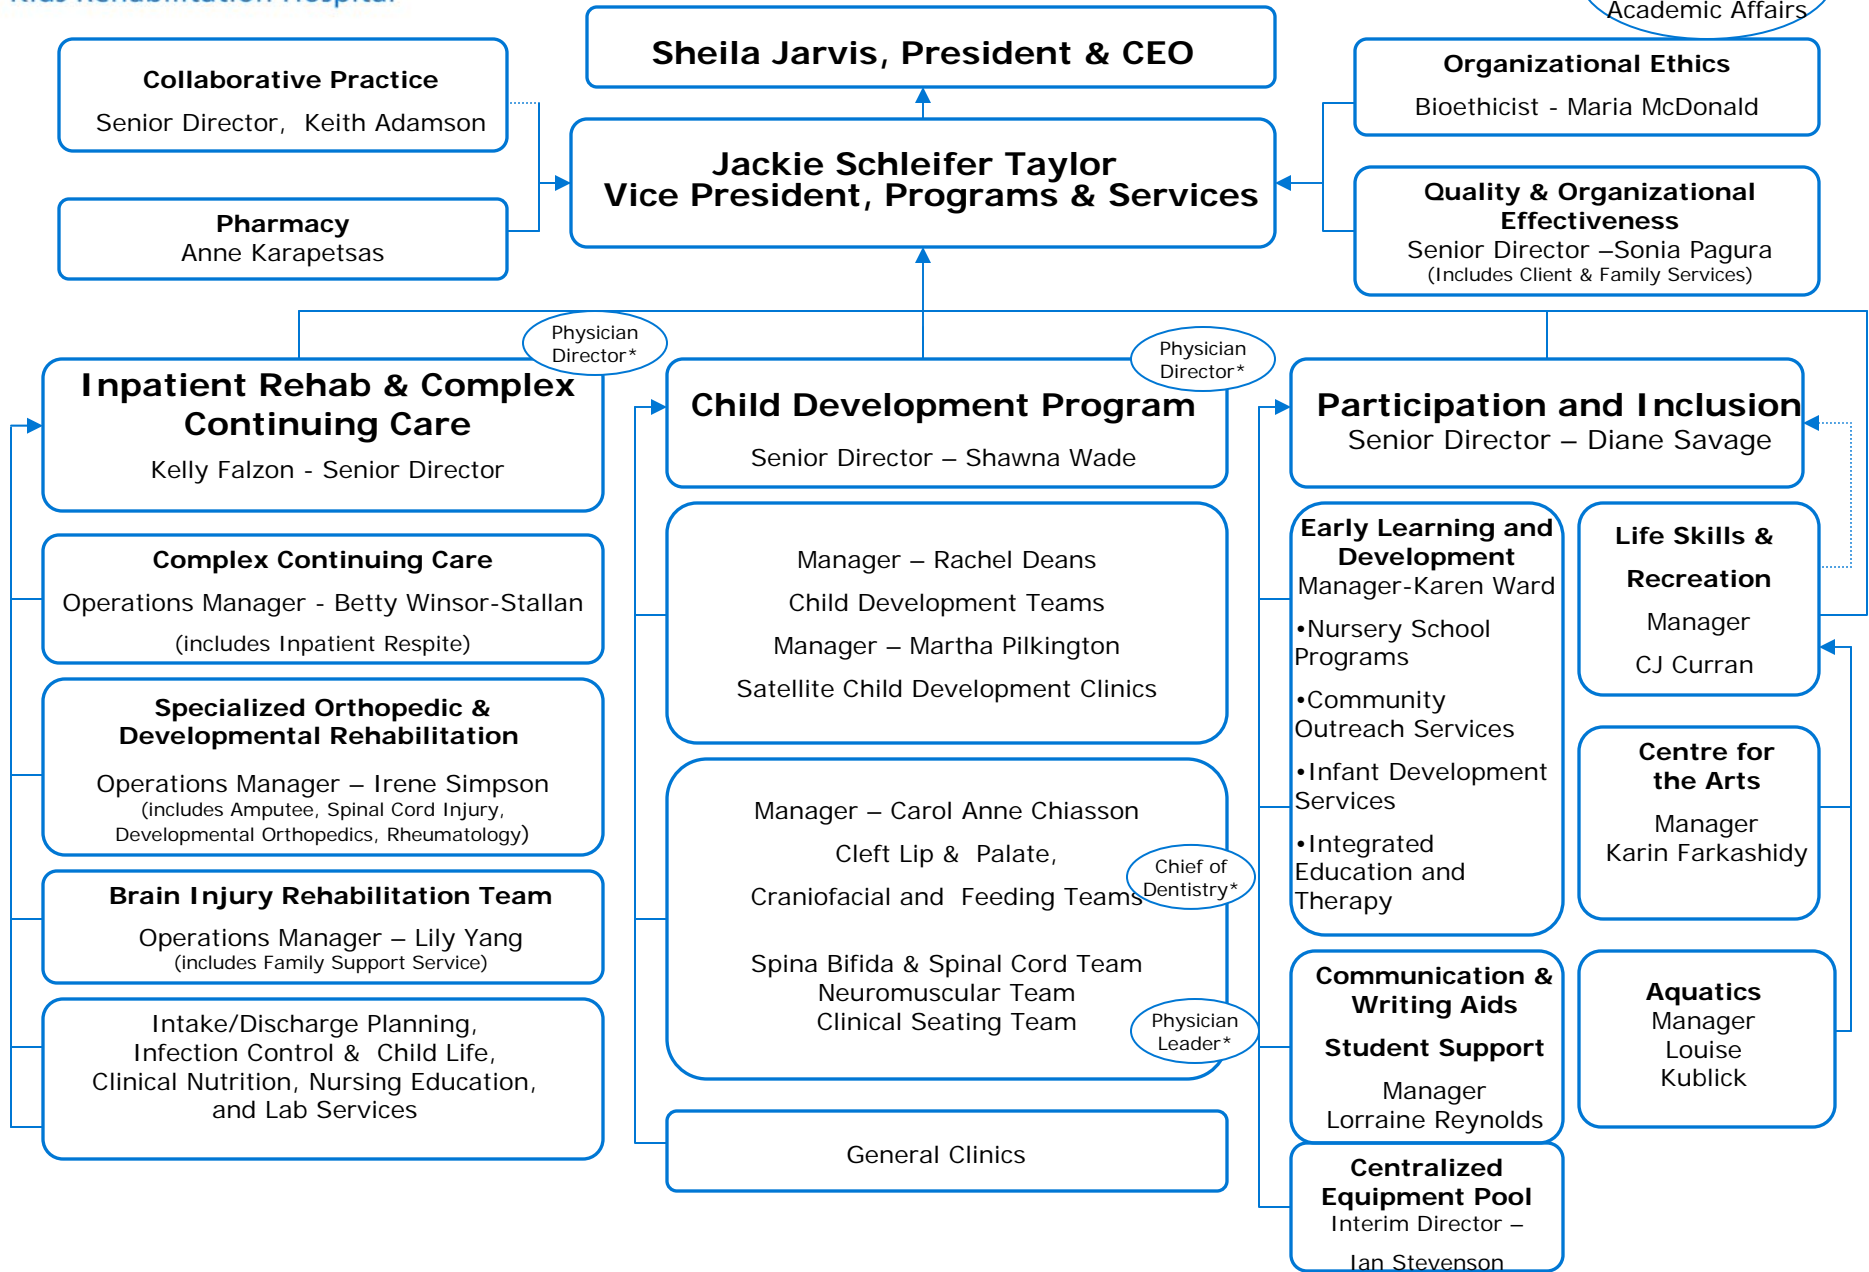 Kids Rehabilitation Hospital
Academic Affairs
Sheila Jarvis, President & CEO
Collaborative Practice
Senior Director,  Keith Adamson
Organizational Ethics
Bioethicist - Maria McDonald
Jackie Schleifer Taylor
Vice President, Programs & Services
Pharmacy
Anne Karapetsas
Quality & Organizational
Effectiveness
Senior Director –Sonia Pagura
(Includes Client & Family Services)
Physician
Director*
Inpatient Rehab & Complex
Continuing Care
Kelly Falzon - Senior Director
Complex Continuing Care
Operations Manager - Betty Winsor-Stallan
(includes Inpatient Respite)
Specialized Orthopedic &
Developmental Rehabilitation
Operations Manager – Irene Simpson
(includes Amputee, Spinal Cord Injury,
Developmental Orthopedics, Rheumatology)
Brain Injury Rehabilitation Team
Operations Manager – Lily Yang
(includes Family Support Service)
Intake/Discharge Planning,
Infection Control &  Child Life,
Clinical Nutrition, Nursing Education,
and Lab Services
Physician
Director*
Child Development Program
Senior Director – Shawna Wade
Manager – Rachel Deans
Child Development Teams
Manager – Martha Pilkington
Satellite Child Development Clinics
Manager – Carol Anne Chiasson
Cleft Lip &  Palate,
Craniofacial and  Feeding Teams
Chief of
Dentistry*
Spina Bifida & Spinal Cord Team
Neuromuscular Team
Clinical Seating Team
Physician
Leader*
General Clinics
Participation and Inclusion
Senior Director – Diane Savage
Early Learning and
Development
Manager-Karen Ward
•Nursery School
Programs
•Community
Outreach Services
•Infant Development
Services
•Integrated
Education and
Therapy
Communication &
Writing Aids
Student Support
Manager
Lorraine Reynolds
Centralized
Equipment Pool
Interim Director –
Ian Stevenson
Life Skills &
Recreation
Manager
CJ Curran
Centre for
the Arts
Manager
Karin Farkashidy
Aquatics
Manager
Louise
Kublick